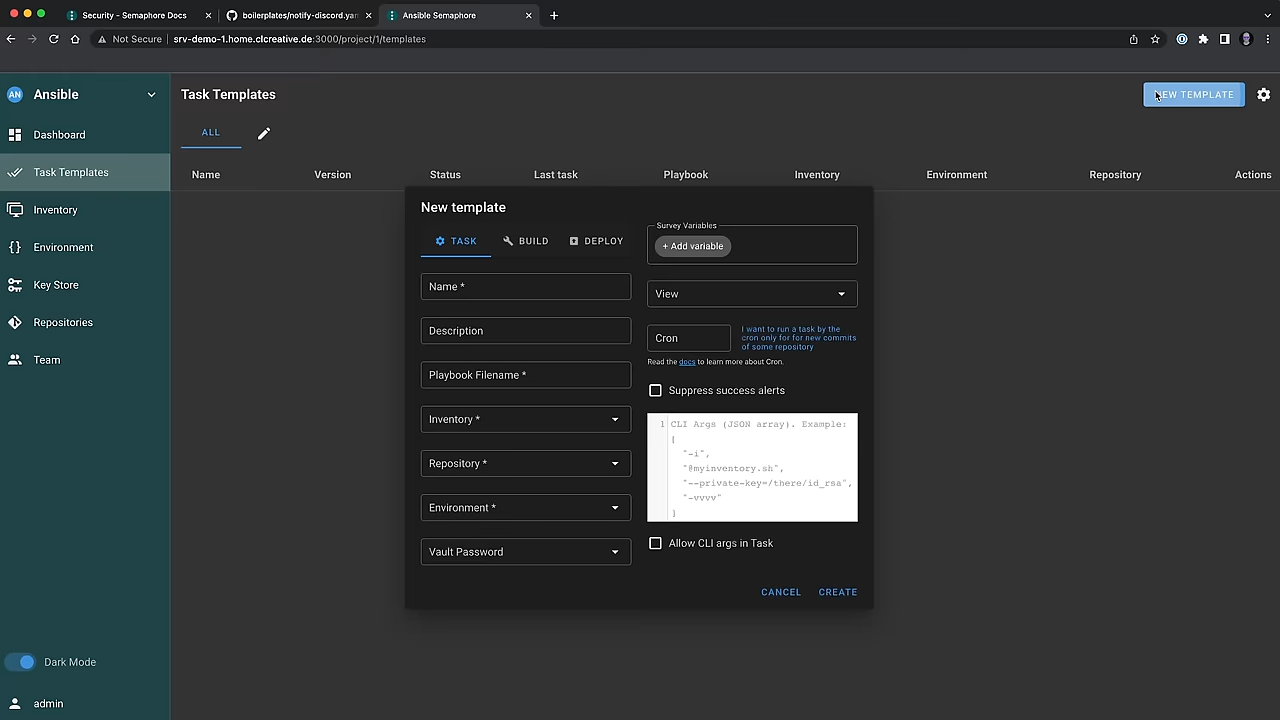 Security - Semaphore Docs
boilerplates/notify-discord.yam
Ansible Semaphore
Not Secure
srv-demo-1.home.clcreative.de:3000/project/1/templates
AN
Ansible
Task Templates
NEW TEMPLATE
Dashboard
ALL
Task Templates
Name
Version
Status
Last task
Playbook
Inventory
Environment
Repository
Actions
Inventory
Environment
Key Store
Repositories
Team
New template
TASK
BUILD
DEPLOY
Name *
Description
Playbook Filename *
Inventory *
Repository *
Environment *
Vault Password
Survey Variables
+ Add variable
View
Cron
I want to run a task by the
cron only for for new commits
of some repository
Read the docs to learn more about Cron.
Suppress success alerts
1
CLI Args (JSON array). Example:
[
"-i",
"@myinventory.sh",
"--private-key=/there/id_rsa",
"-vvvv"
]
Allow CLI args in Task
CANCEL
CREATE
Dark Mode
admin